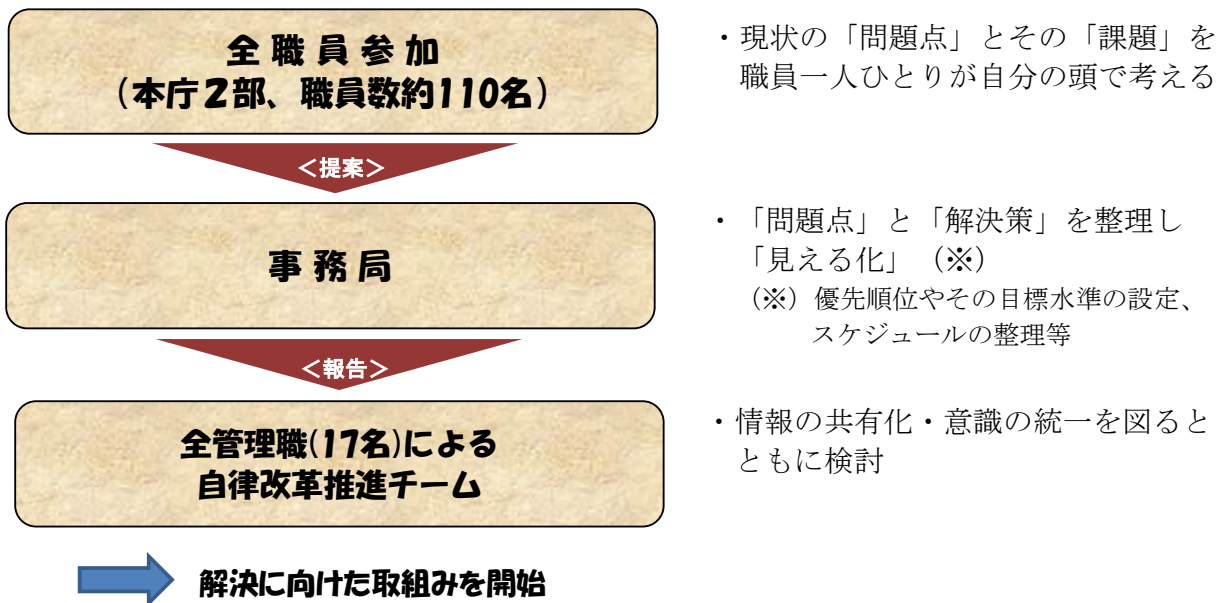 全職員参加
（本庁２部、職員数約110名）
・現状の「問題点」とその「課題」を
職員一人ひとりが自分の頭で考える
＜提案＞
事務局
・「問題点」と「解決策」を整理し
「見える化」（※）
（※）優先順位やその目標水準の設定、
スケジュールの整理等
＜報告＞
全管理職(17名)による
自律改革推進チーム
・情報の共有化・意識の統一を図ると
ともに検討
解決に向けた取組みを開始